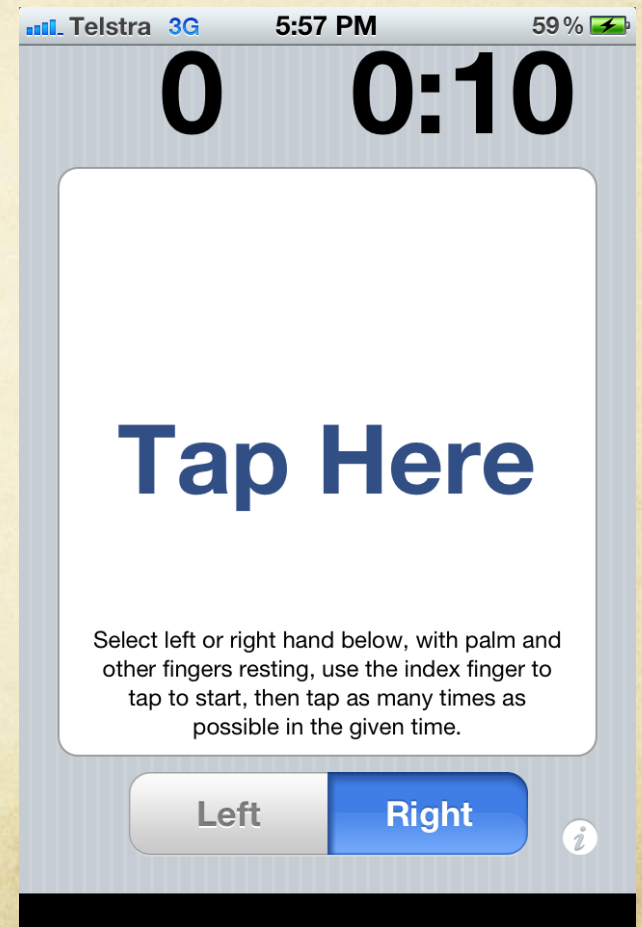 Telstra 3G 5:57 PM 59%
0 0:10
Tap Here
Select left or right hand below, with palm and
other fingers resting, use the index finger to
tap to start, then tap as many times as
possible in the given time.
Left Right
i